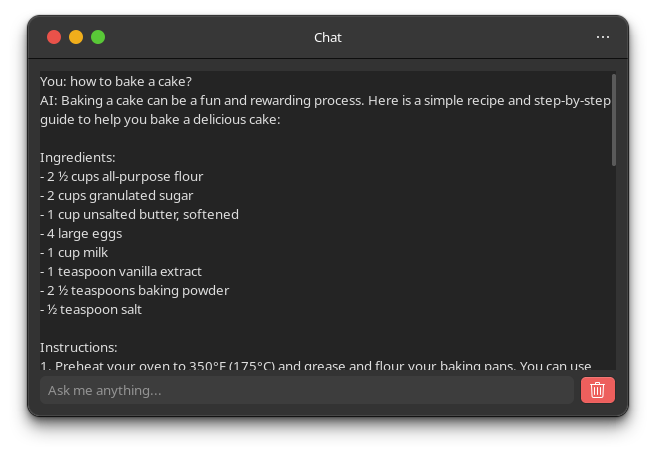 Chat
You: how to bake a cake?
AI: Baking a cake can be a fun and rewarding process. Here is a simple recipe and step-by-step
guide to help you bake a delicious cake:
Ingredients:
- 2 ½ cups all-purpose flour
- 2 cups granulated sugar
- 1 cup unsalted butter, softened
- 4 large eggs
- 1 cup milk
- 1 teaspoon vanilla extract
- 2 ½ teaspoons baking powder
- ½ teaspoon salt
Instructions:
1. Preheat your oven to 350°F (175°C) and grease and flour your baking pans. You can use
Ask me anything...